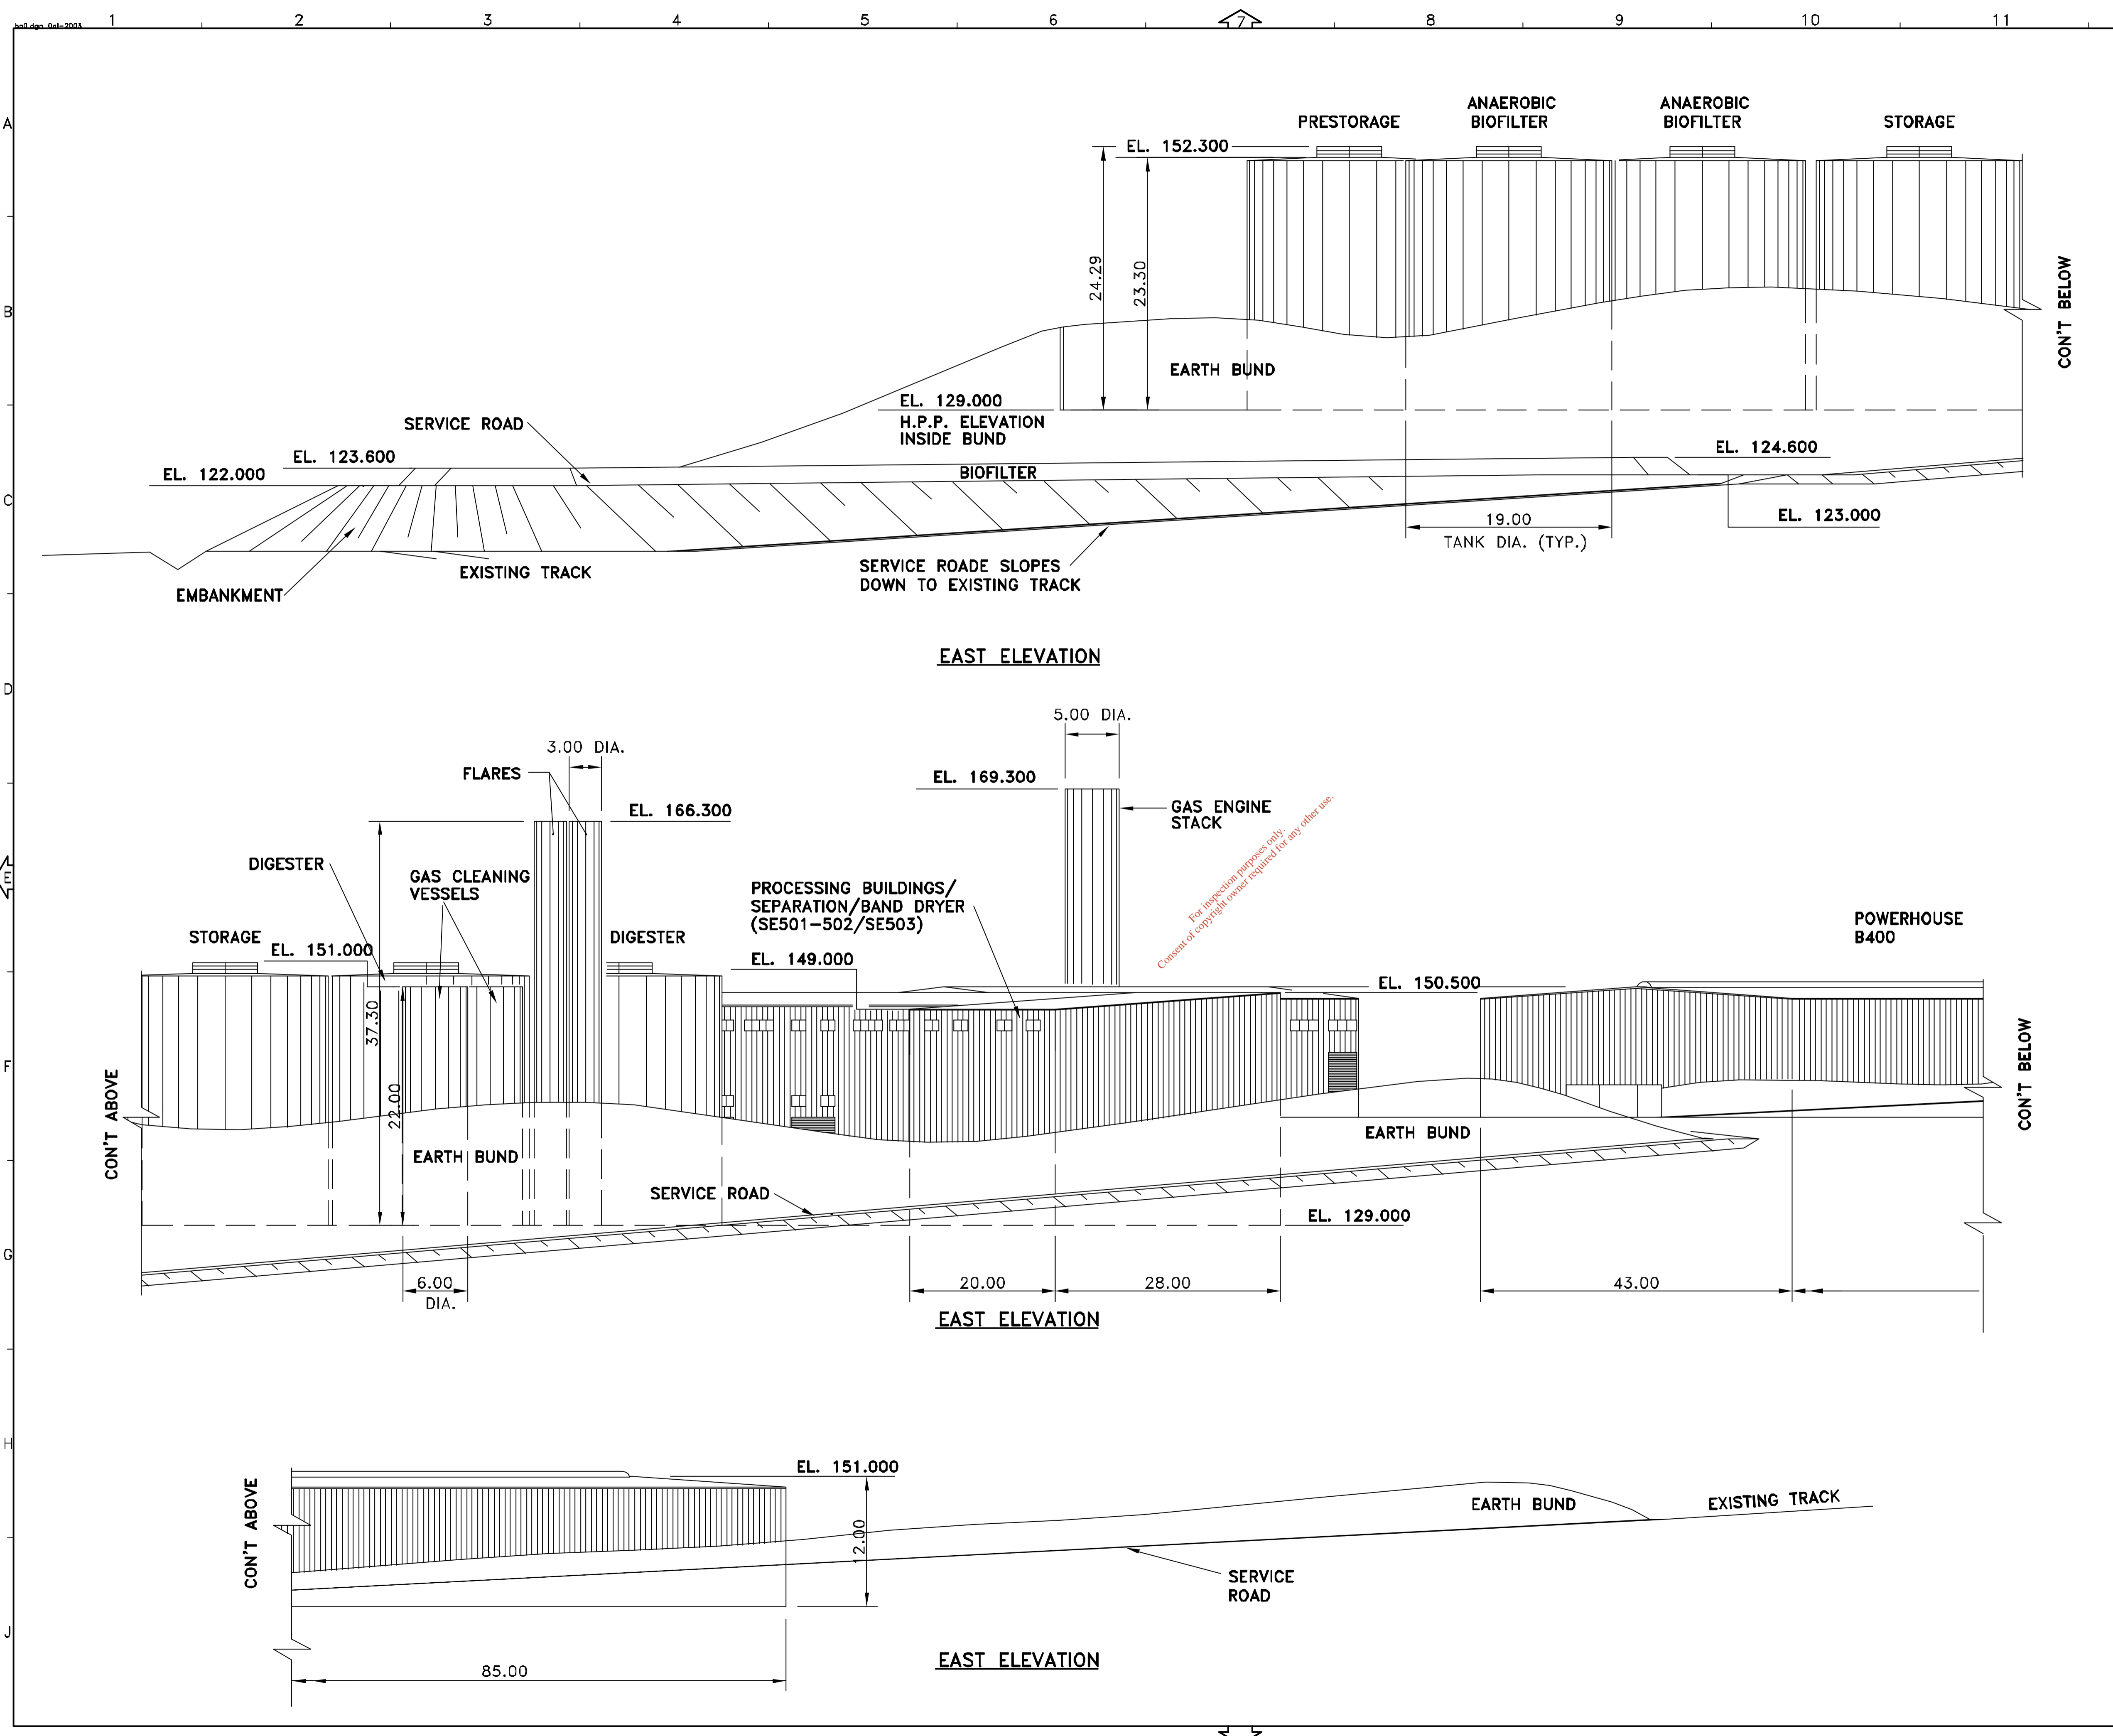 ba0.dgn Oct-2003
1 2 3 4 5 6 7 8 9 10 11
A
B
C
D
E
F
G
H
J
PRESTORAGE
ANAEROBIC
BIOFILTER
ANAEROBIC
BIOFILTER
STORAGE
EL. 152.300
24.29
23.30
CON'T BELOW
EARTH BUND
EL. 129.000
H.P.P. ELEVATION
INSIDE BUND
SERVICE ROAD
EL. 123.600
EL. 122.000
BIOFILTER
EL. 124.600
EL. 123.000
19.00
TANK DIA. (TYP.)
EXISTING TRACK
EMBANKMENT
SERVICE ROADE SLOPES
DOWN TO EXISTING TRACK
EAST ELEVATION
5.00 DIA.
3.00 DIA.
FLARES
EL. 169.300
EL. 166.300
GAS ENGINE
STACK
For inspection purposes only.
Consent of copyright owner required for any other use.
DIGESTER
GAS CLEANING
VESSELS
PROCESSING BUILDINGS/
SEPARATION/BAND DRYER
(SE501-502/SE503)
POWERHOUSE
B400
STORAGE
EL. 151.000
DIGESTER
EL. 149.000
EL. 150.500
37.30
22.00
CON'T ABOVE
CON'T BELOW
EARTH BUND
EARTH BUND
SERVICE ROAD
EL. 129.000
6.00
DIA.
20.00
28.00
43.00
EAST ELEVATION
CON'T ABOVE
EL. 151.000
12.00
EARTH BUND
EXISTING TRACK
SERVICE
ROAD
85.00
EAST ELEVATION